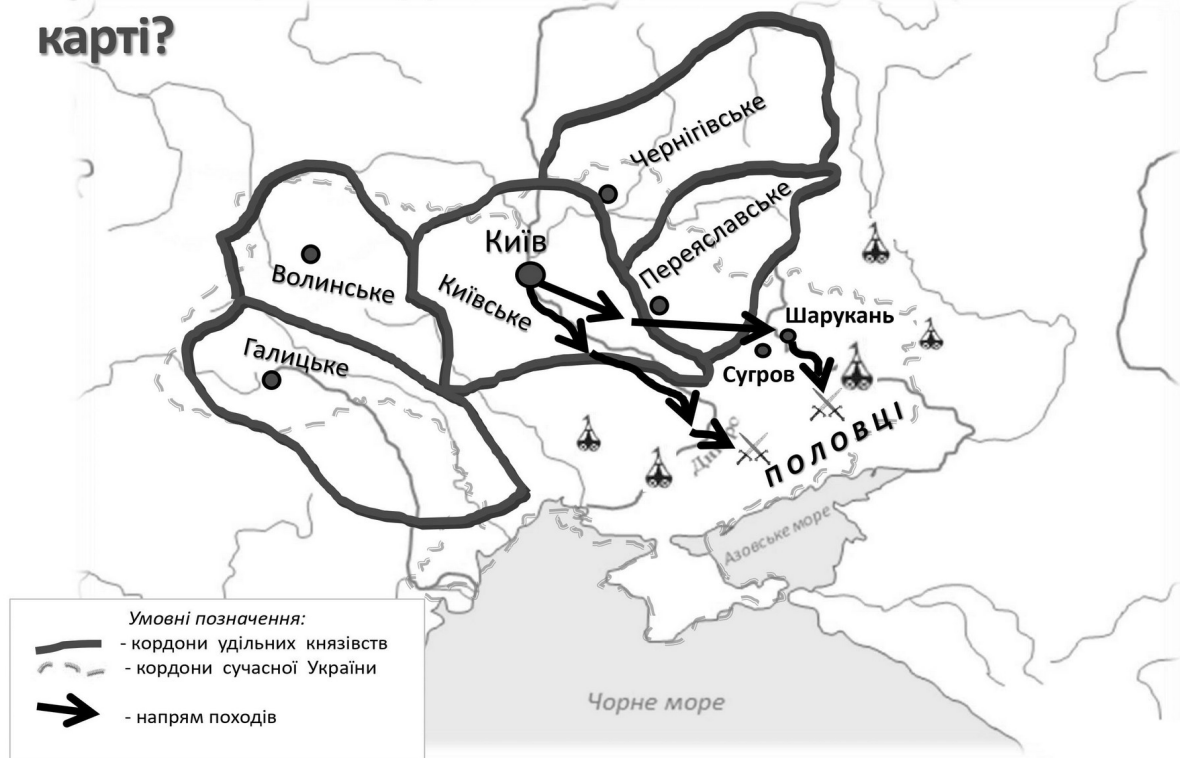 карті?
Чернігівське
Переяславське
Київ
Київське
Волинське
Галицьке
Шарукань
Сугров
Дніпро
ПОЛОВЦІ
Азовське море
Чорне море
Умовні позначення:
- кордони удільних князівств
- кордони сучасної України
- напрям походів